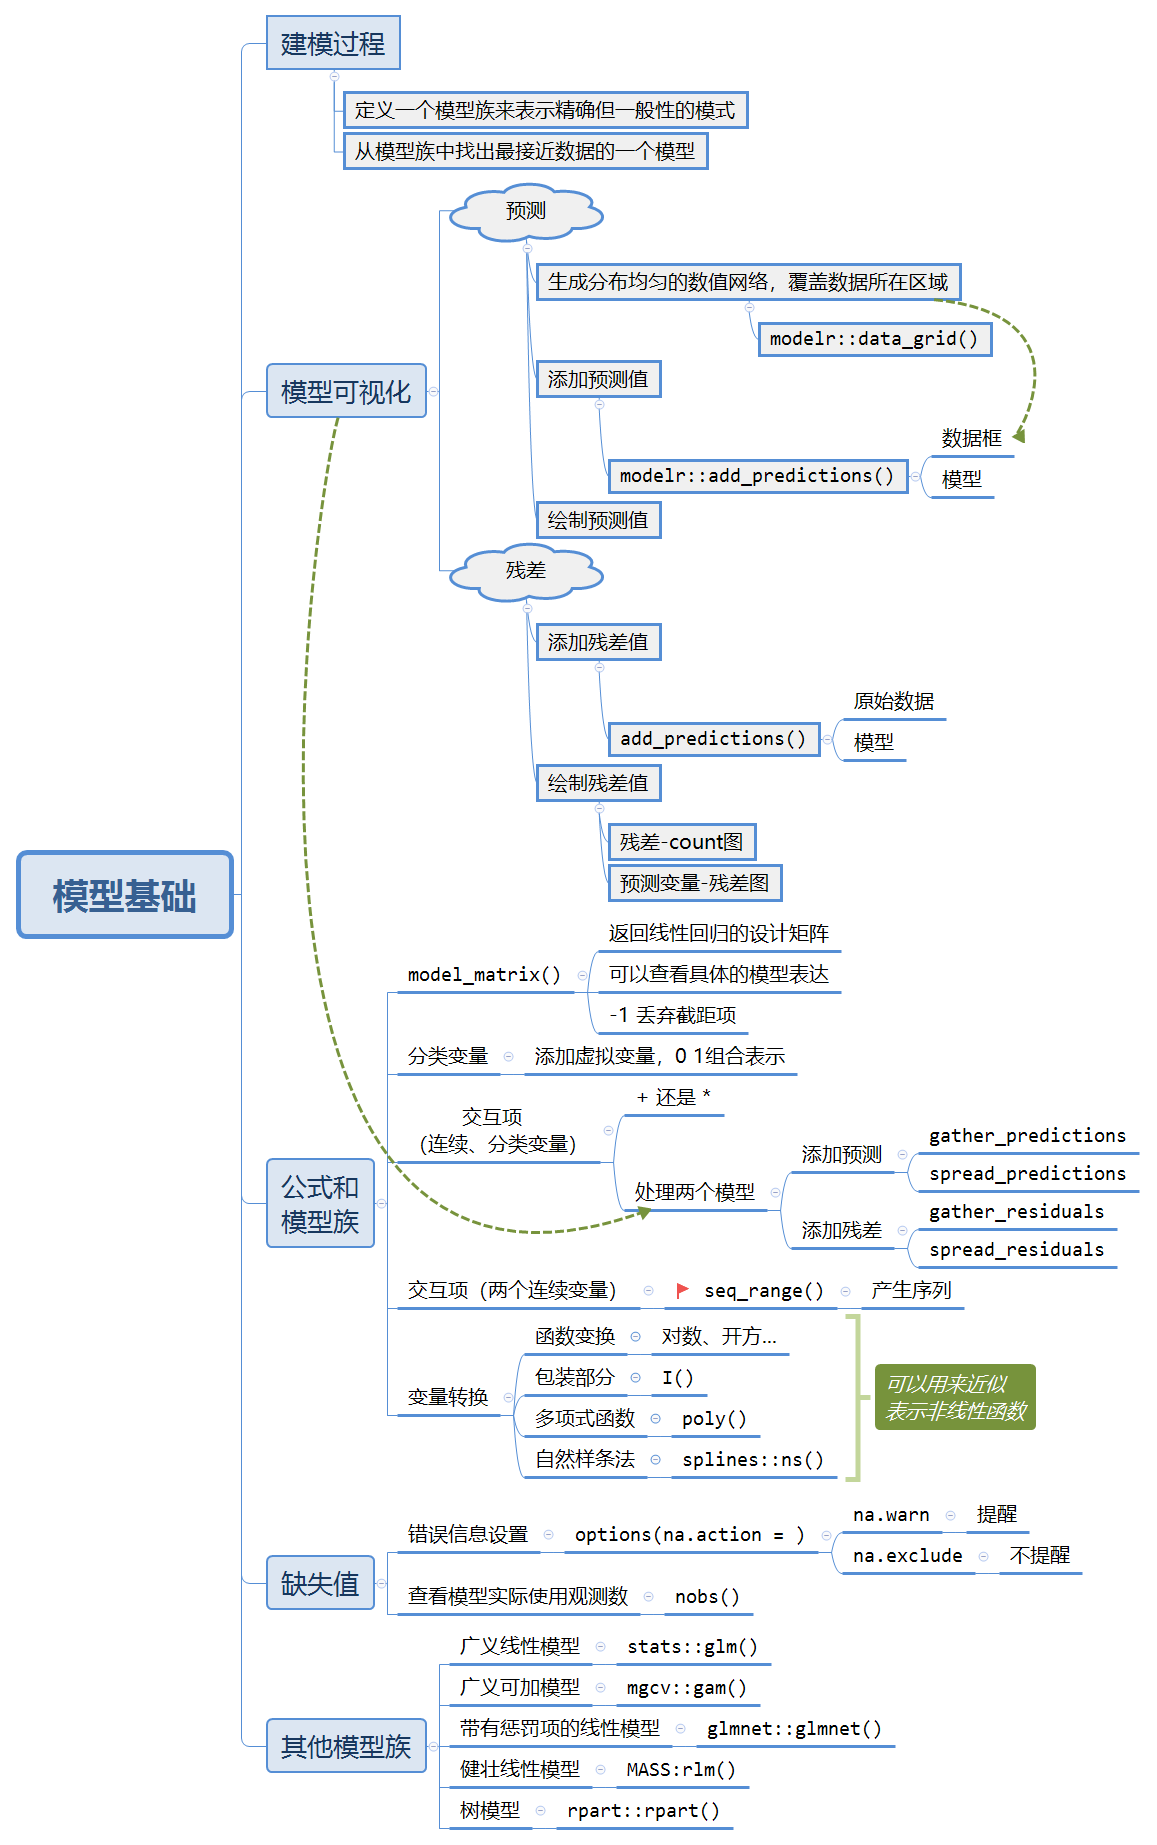 模型基础
建模过程
定义一个模型族来表示精确但一般性的模式
从模型族中找出最接近数据的一个模型
模型可视化
预测
生成分布均匀的数值网络，覆盖数据所在区域
modelr::data_grid()
添加预测值
modelr::add_predictions()
数据框
模型
绘制预测值
残差
添加残差值
add_predictions()
原始数据
模型
绘制残差值
残差-count图
预测变量-残差图
公式和
模型族
model_matrix()
返回线性回归的设计矩阵
可以查看具体的模型表达
-1 丢弃截距项
分类变量
添加虚拟变量，0 1组合表示
交互项
（连续、分类变量）
+ 还是 *
处理两个模型
添加预测
gather_predictions
spread_predictions
添加残差
gather_residuals
spread_residuals
交互项（两个连续变量）
seq_range()
产生序列
变量转换
函数变换
对数、开方...
包装部分
I()
多项式函数
poly()
自然样条法
splines::ns()
可以用来近似
表示非线性函数
缺失值
错误信息设置
options(na.action = )
na.warn
提醒
na.exclude
不提醒
查看模型实际使用观测数
nobs()
其他模型族
广义线性模型
stats::glm()
广义可加模型
mgcv::gam()
带有惩罚项的线性模型
glmnet::glmnet()
健壮线性模型
MASS:rlm()
树模型
rpart::rpart()